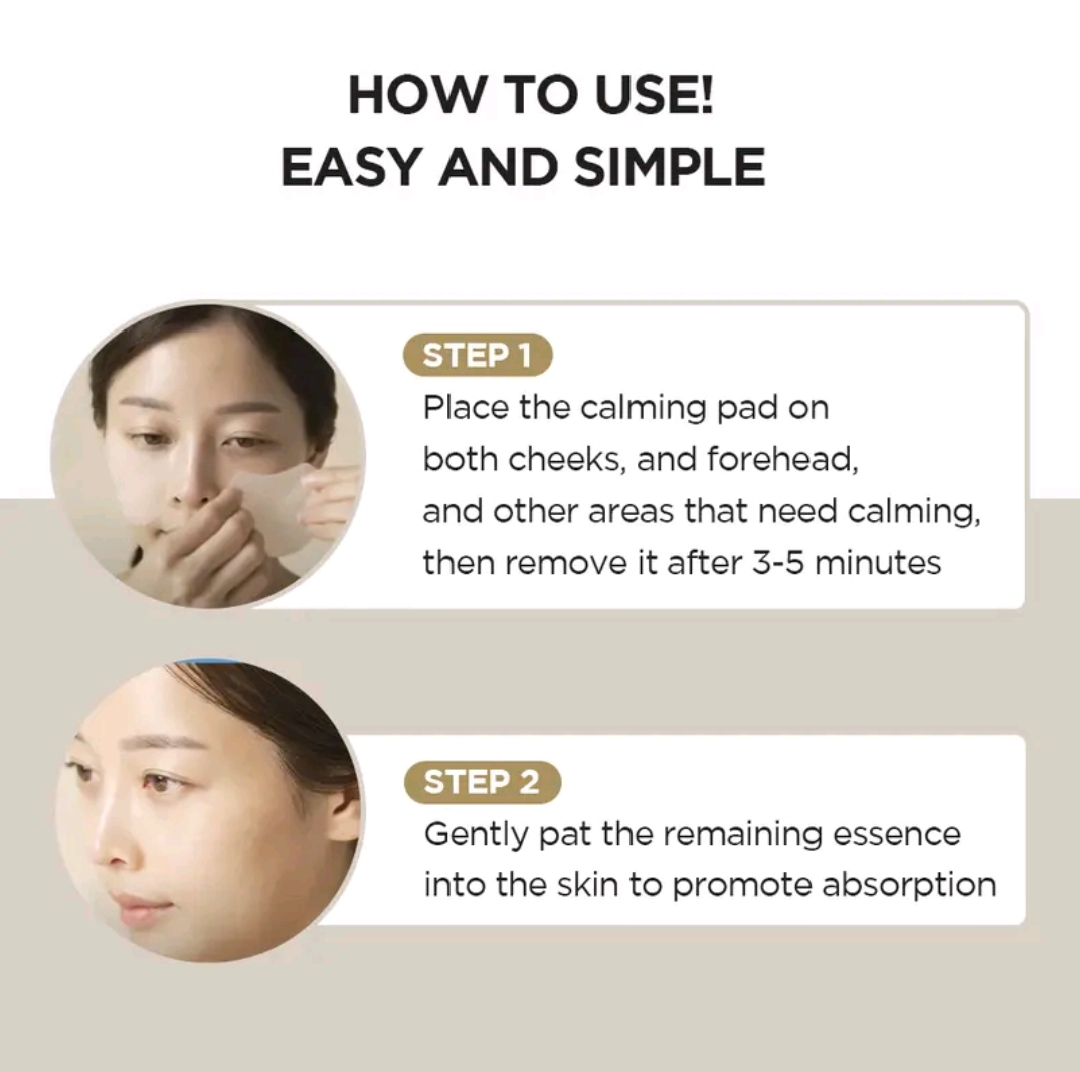 HOW TO USE!
EASY AND SIMPLE
STEP 1
Place the calming pad on
both cheeks, and forehead,
and other areas that need calming,
then remove it after 3-5 minutes
STEP 2
Gently pat the remaining essence
into the skin to promote absorption